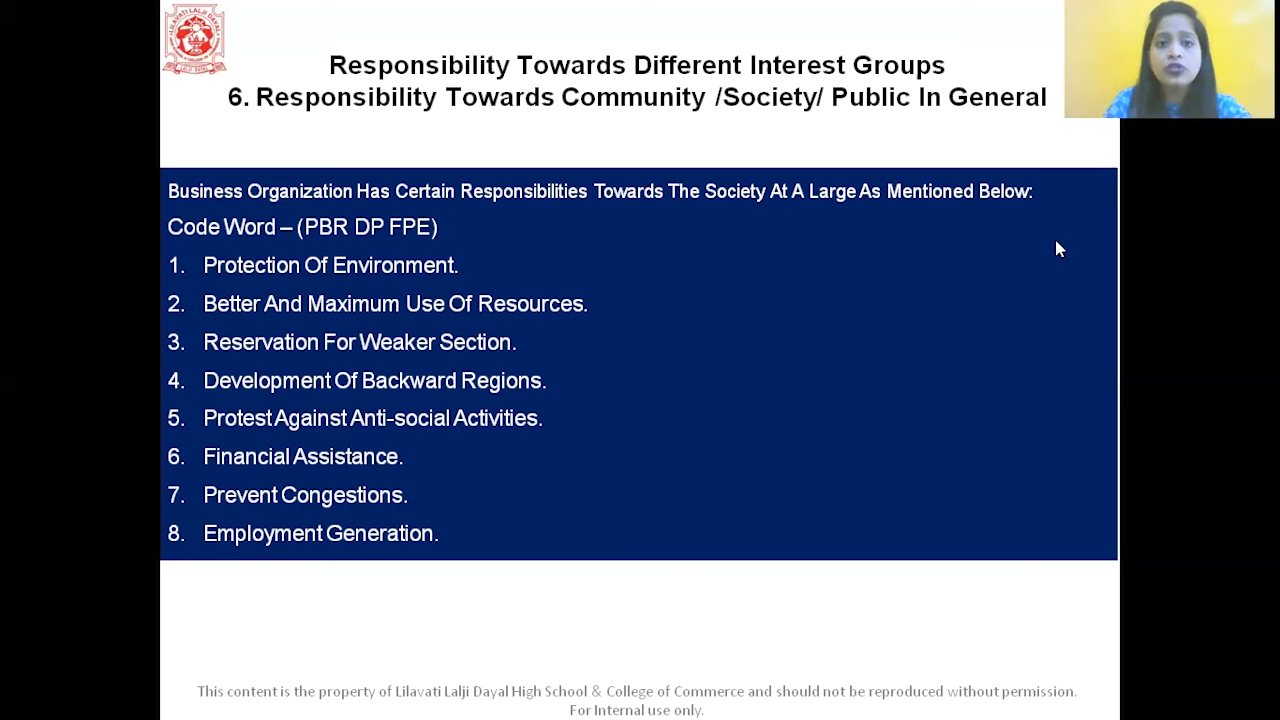 LILAVATI LALJI DAYAL
Responsibility Towards Different Interest Groups
6. Responsibility Towards Community /Society/ Public In General
Business Organization Has Certain Responsibilities Towards The Society At A Large As Mentioned Below:
Code Word – (PBR DP FPE)
1. Protection Of Environment.
2. Better And Maximum Use Of Resources.
3. Reservation For Weaker Section.
4. Development Of Backward Regions.
5. Protest Against Anti-social Activities.
6. Financial Assistance.
7. Prevent Congestions.
8. Employment Generation.
This content is the property of Lilavati Lalji Dayal High School & College of Commerce and should not be reproduced without permission.
For Internal use only.